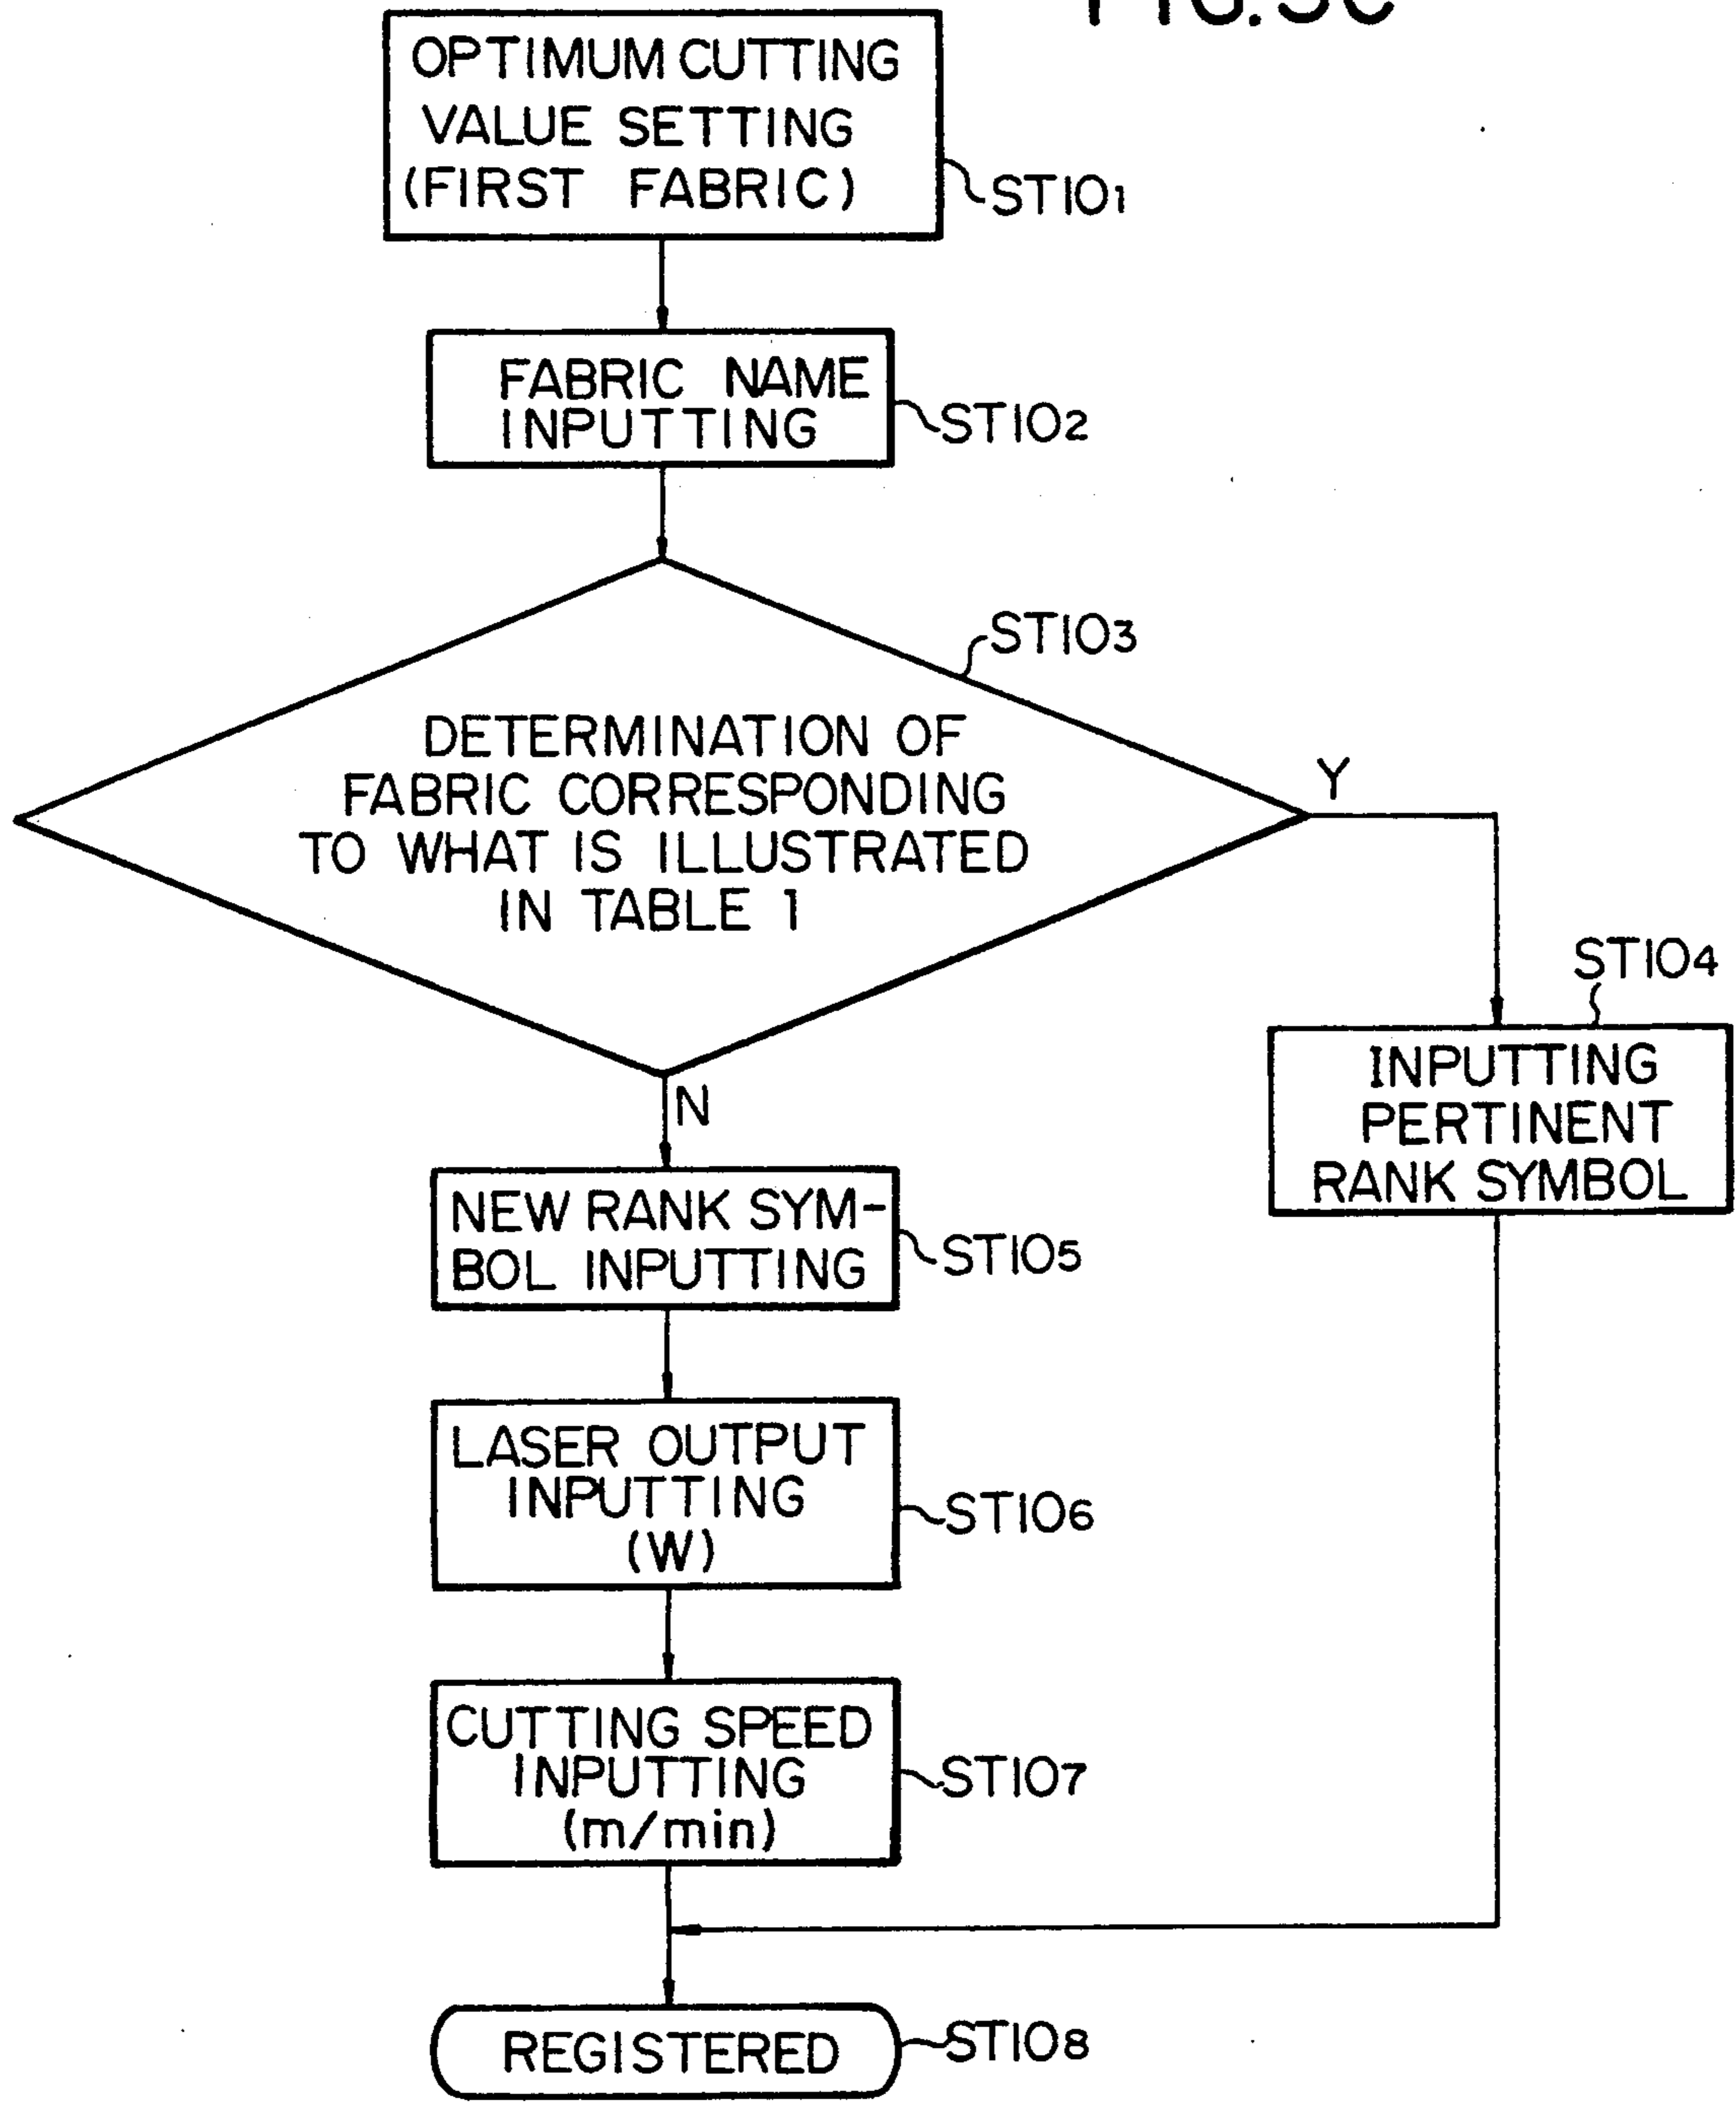 OPTIMUM CUTTING
VALUE SETTING
(FIRST FABRIC)
ST101
FABRIC NAME
INPUTTING
ST102
ST103
DETERMINATION OF
FABRIC CORRESPONDING
TO WHAT IS ILLUSTRATED
IN TABLE 1
Y
ST104
INPUTTING
PERTINENT
RANK SYMBOL
N
NEW RANK SYM-
BOL INPUTTING
ST105
LASER OUTPUT
INPUTTING
(W)
ST106
CUTTING SPEED
INPUTTING
(m/min)
ST107
REGISTERED
ST108